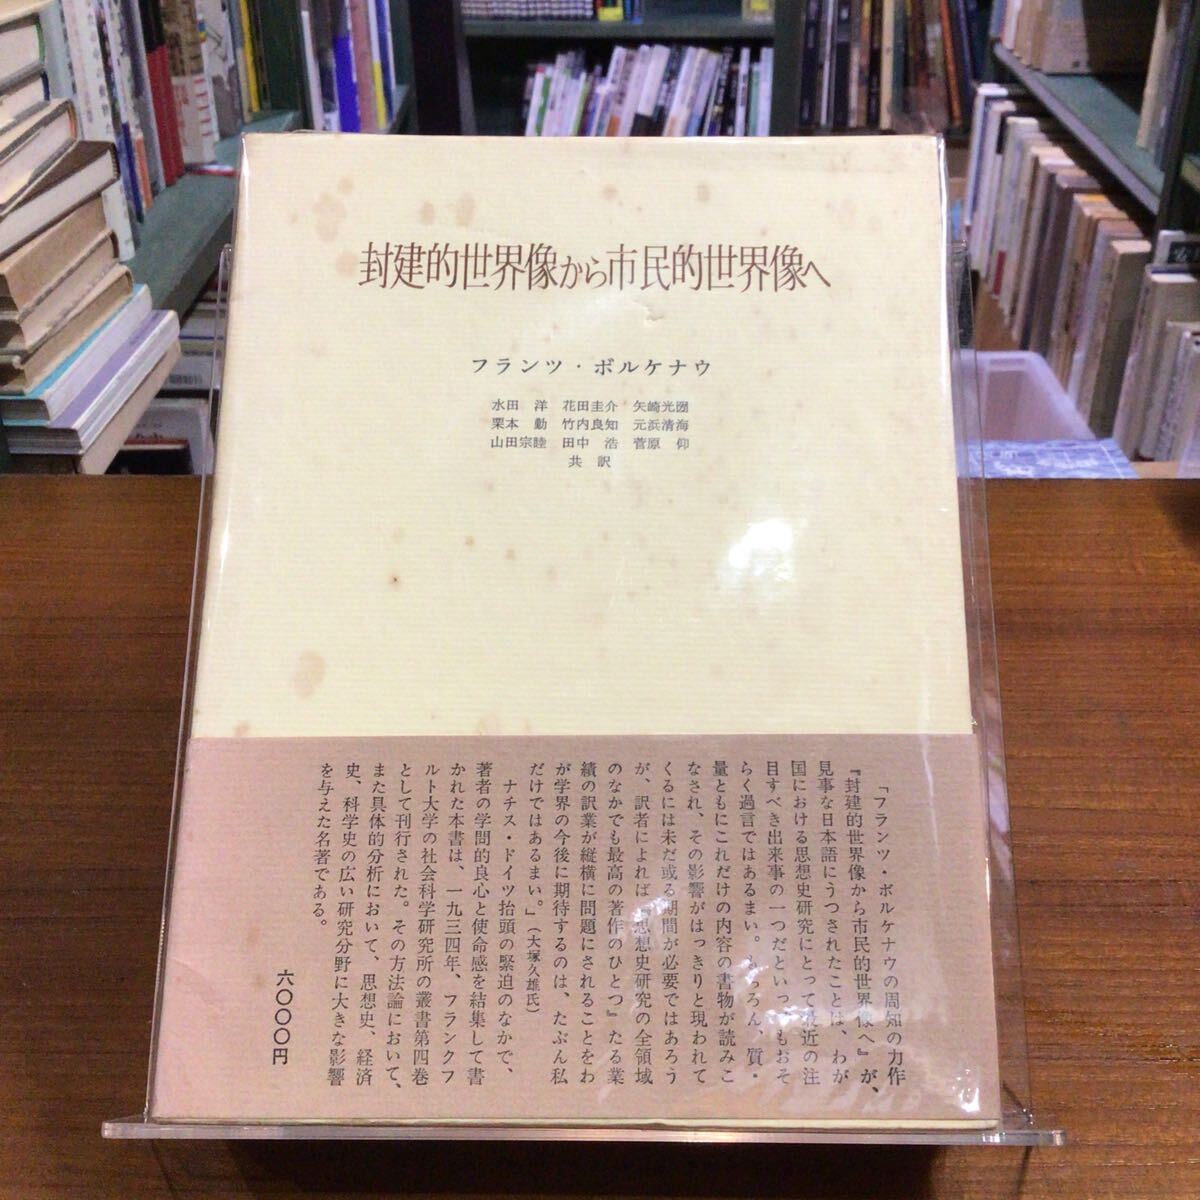 封建的世界像から市民的世界像へ
フランツ・ボルケナウ
水田 洋 花田圭介 矢崎光圀
栗本 勤 竹内良知 元浜清海
山田宗睦 田中 浩 菅原 仰
共訳
「フランツ・ボルケナウの周知の力作
『封建的世界像から市民的世界像へ』が、
見事な日本語にうつされたことは、わが
国における思想史研究にとって最近の注
目すべき出来事の一つだといってもおそ
らく過言ではあるまい。もちろん、質・
量ともにこれだけの内容の書物が読みこ
なされ、その影響がはっきりと現われて
くるには未だ或る期間が必要ではあろう
が、訳者によれば『思想史研究の全領域
のなかでも最高の著作のひとつ』たる業
績の訳業が縦横に問題にされることをわ
が学界の今後に期待するのは、たぶん私
だけではあるまい。」(大塚久雄氏)
ナチス・ドイツ抬頭の緊迫のなかで、
著者の学問的良心と使命感を結集して書
かれた本書は、一九三四年、フランクフ
ルト大学の社会科学研究所の叢書第四巻
として刊行された。その方法論において、
また具体的分析において、思想史、経済
史、科学史の広い研究分野に大きな影響
を与えた名著である。
六〇〇〇円